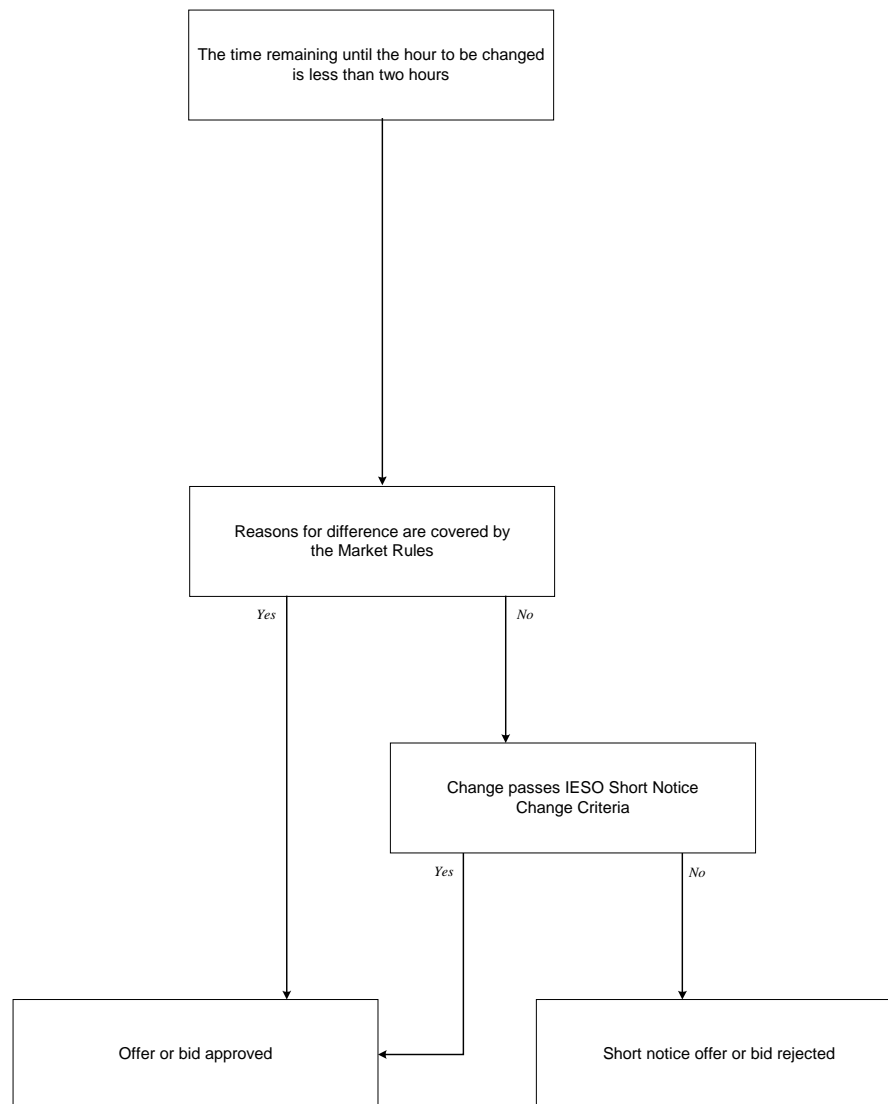 The time remaining until the hour to be changed
is less than two hours
Reasons for difference are covered by
the Market Rules
Yes
No
Change passes IESO Short Notice
Change Criteria
Yes
No
Offer or bid approved
Short notice offer or bid rejected